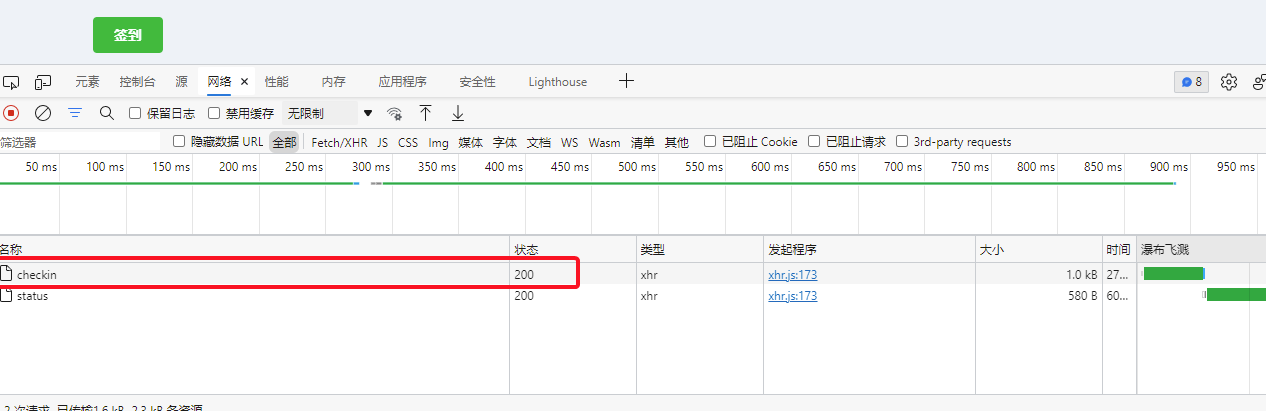 签到
元素 控制台 源 网络 × 性能 内存 应用程序 安全性 Lighthouse + 8
保留日志 禁用缓存 无限制
筛选器 隐藏数据 URL 全部 Fetch/XHR JS CSS Img 媒体 字体 文档 WS Wasm 清单 其他 已阻止 Cookie 已阻止请求 3rd-party requests
50 ms 100 ms 150 ms 200 ms 250 ms 300 ms 350 ms 400 ms 450 ms 500 ms 550 ms 600 ms 650 ms 700 ms 750 ms 800 ms 850 ms 900 ms 950 ms
名称 状态 类型 发起程序 大小 时间 瀑布飞溅
checkin 200 xhr xhr.js:173 1.0 kB 27...
status 200 xhr xhr.js:173 580 B 60...
2 次请求 已传输1.6 kB 2.3 kB 条资源